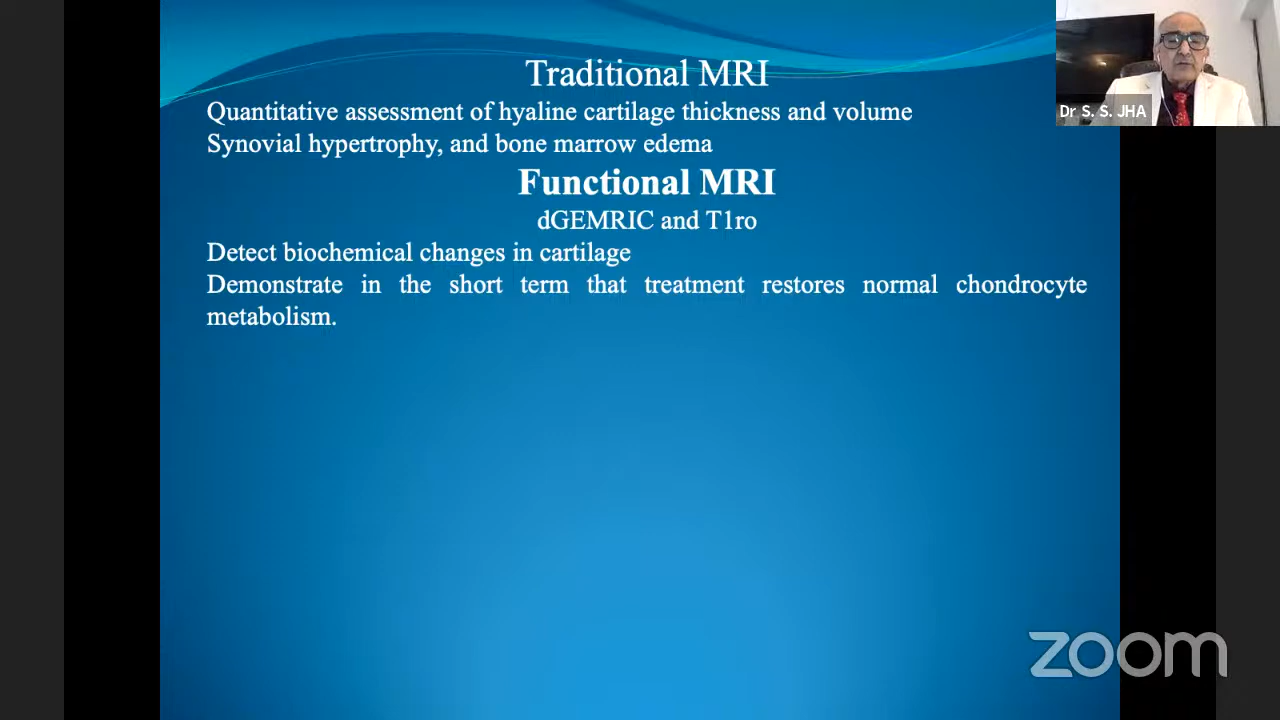 Traditional MRI
Quantitative assessment of hyaline cartilage thickness and volume
Synovial hypertrophy, and bone marrow edema
Functional MRI
dGEMRIC and T1ro
Detect biochemical changes in cartilage
Demonstrate in the short term that treatment restores normal chondrocyte
metabolism.
Dr S. S. JHA
zoom